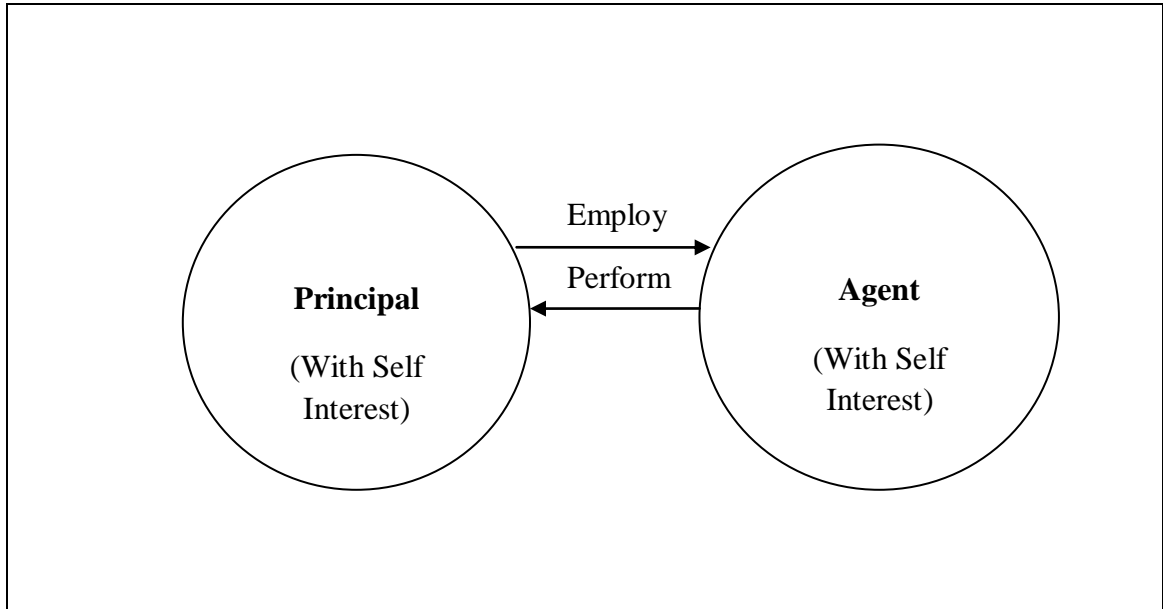 Employ
Perform
Principal
(With Self
Interest)
Agent
(With Self
Interest)